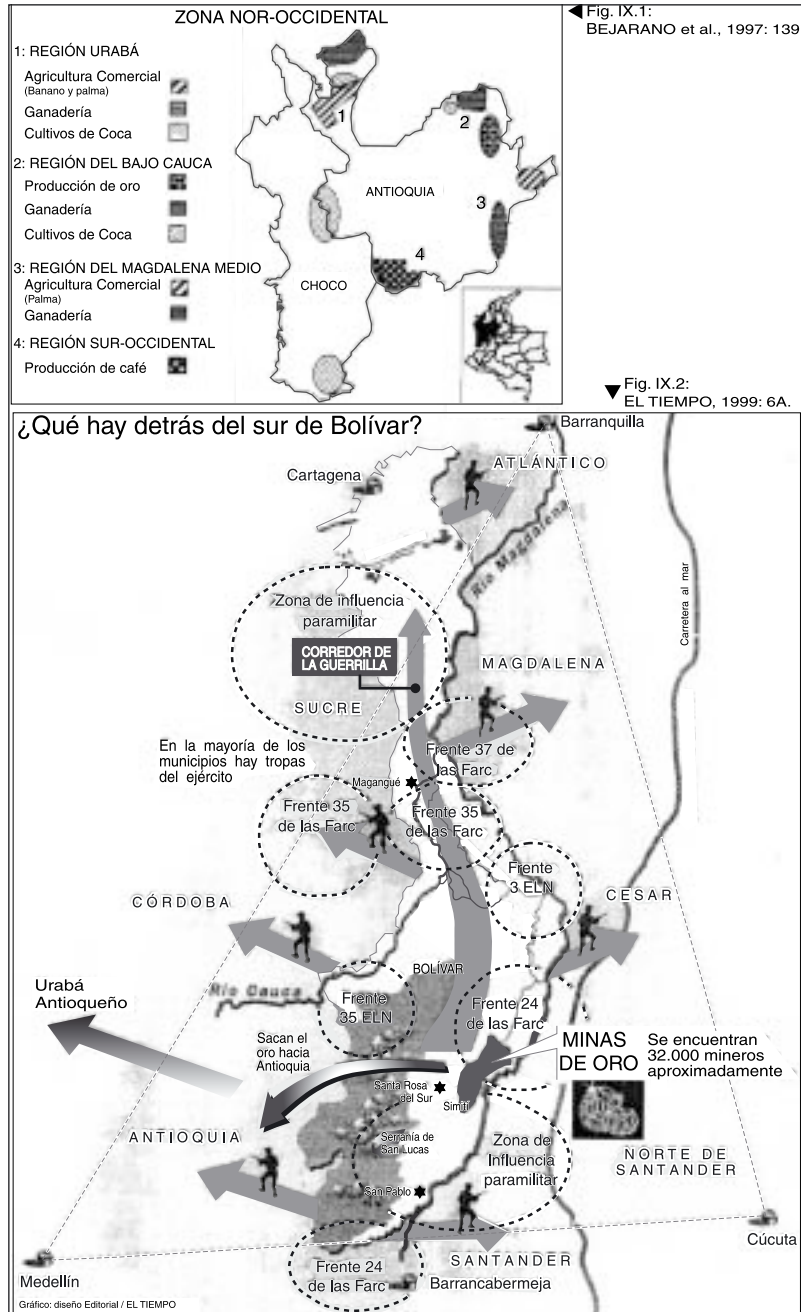 ZONA NOR-OCCIDENTAL
1: REGIÓN URABÁ
Agricultura Comercial
(Banano y palma)
Ganadería
Cultivos de Coca
2: REGIÓN DEL BAJO CAUCA
Producción de oro
Ganadería
Cultivos de Coca
3: REGIÓN DEL MAGDALENA MEDIO
Agricultura Comercial
(Palma)
Ganadería
4: REGIÓN SUR-OCCIDENTAL
Producción de café
1
2
ANTIOQUIA
3
4
CHOCO
Fig. IX.1:
BEJARANO et al., 1997: 139
Fig. IX.2:
EL TIEMPO, 1999: 6A.
¿Qué hay detrás del sur de Bolívar?
Barranquilla
ATLÁNTICO
Cartagena
Río Magdalena
Carretera al mar
Zona de influencia
paramilitar
CORREDOR DE
LA GUERRILLA
MAGDALENA
SUCRE
En la mayoría de los
municipios hay tropas
del ejército
Frente 37 de
las Farc
Magangué
Frente 35
de las Farc
Frente 35
de las Farc
Frente
3 ELN
CESAR
CÓRDOBA
BOLÍVAR
Urabá
Antioqueño
Río Cauca
Frente
35 ELN
Frente 24
de las Farc
Sacan el
oro hacia
Antioquia
MINAS
DE ORO
Se encuentran
32.000 mineros
aproximadamente
Santa Rosa
del Sur
Simití
ANTIOQUIA
Serranía de
San Lucas
Zona de
Influencia
paramilitar
NORTE DE
SANTANDER
San Pablo
Cúcuta
SANTANDER
Medellín
Frente 24
de las Farc
Barrancabermeja
Gráfico: diseño Editorial / EL TIEMPO